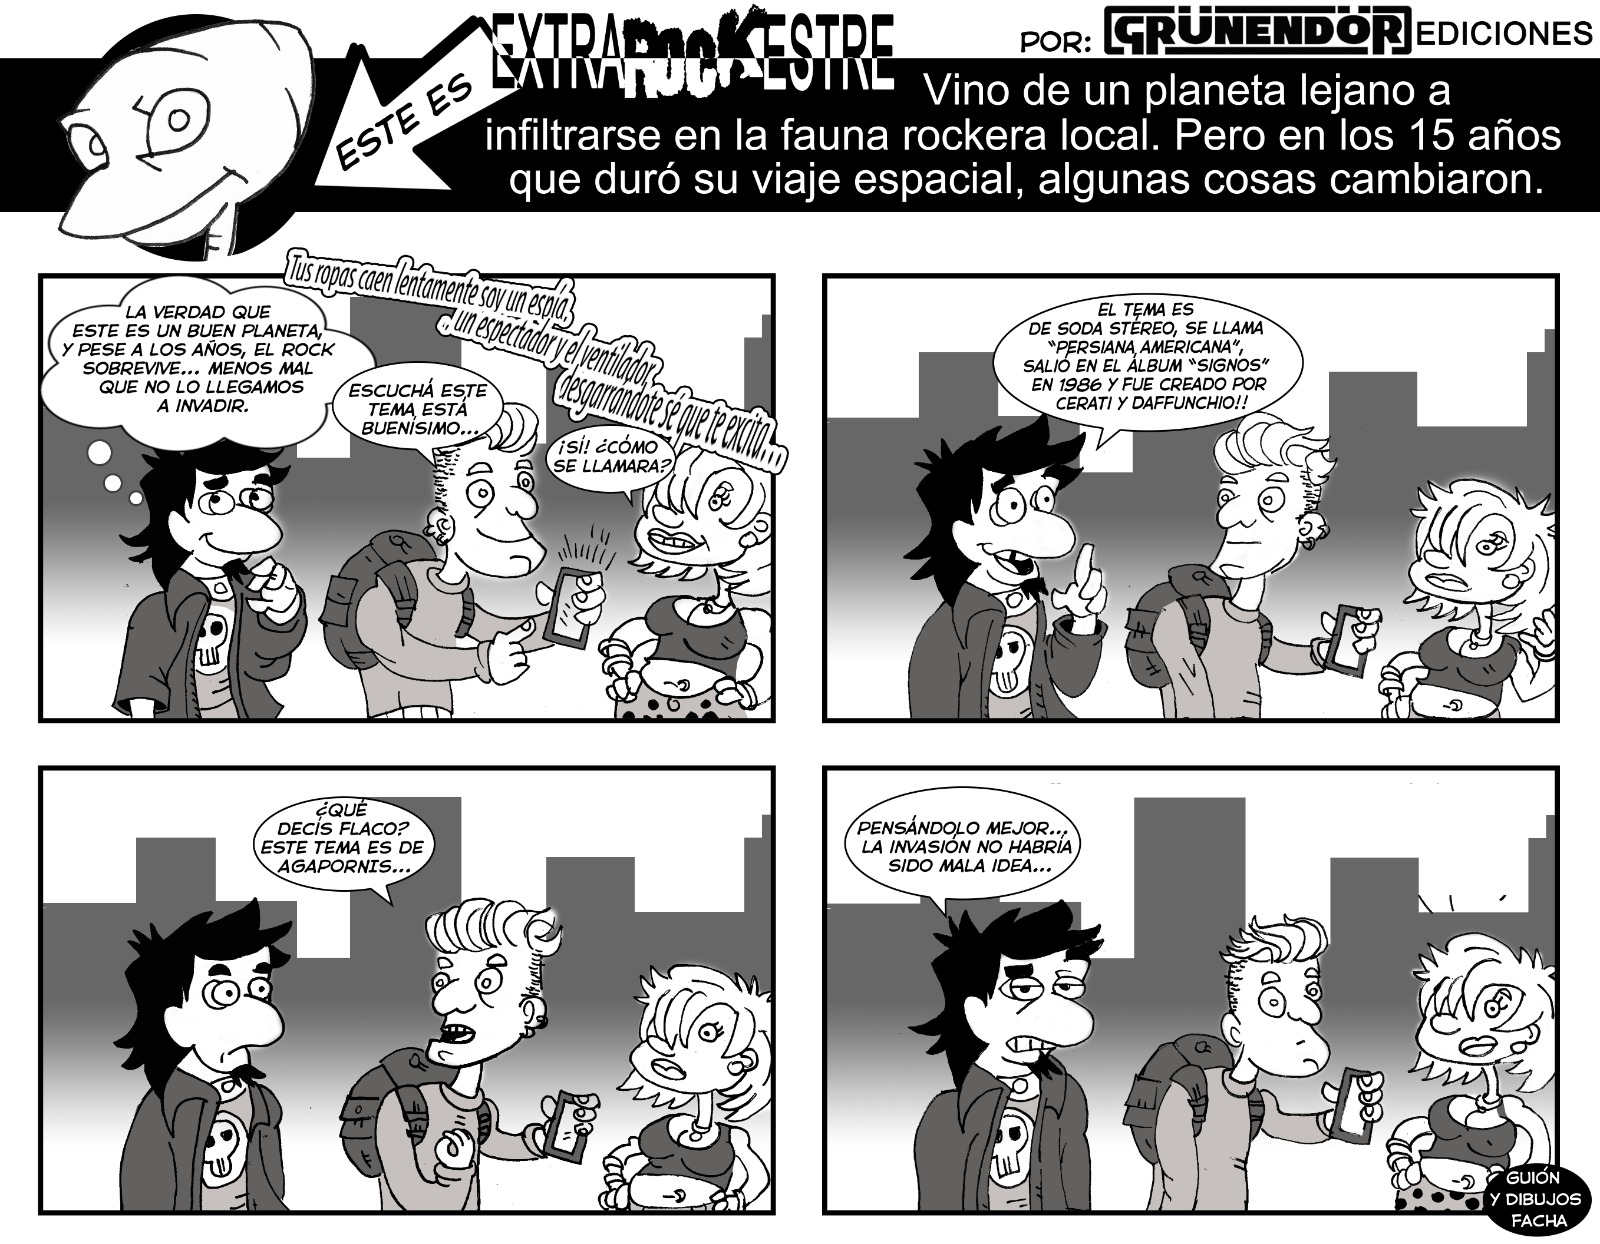 ESTE ES
EXTRAROCKESTRE
POR: GRÜNENDÖR EDICIONES
Vino de un planeta lejano a
infiltrarse en la fauna rockera local. Pero en los 15 años
que duró su viaje espacial, algunas cosas cambiaron.
LA VERDAD QUE
ESTE ES UN BUEN PLANETA,
Y PESE A LOS AÑOS, EL ROCK
SOBREVIVE... MENOS MAL
QUE NO LO LLEGAMOS
A INVADIR.
Tus ropas caen lentamente soy un espía,
..un espectador y el ventilador,
desgarrandote sé que te excita...
ESCUCHÁ ESTE
TEMA ESTÁ
BUENÍSIMO...
¡SÍ! ¿CÓMO
SE LLAMARA?
EL TEMA ES
DE SODA STÉREO, SE LLAMA
"PERSIANA AMERICANA",
SALIÓ EN EL ÁLBUM "SIGNOS"
EN 1986 Y FUE CREADO POR
CERATI Y DAFFUNCHIO!!
¿QUÉ
DECÍS FLACO?
ESTE TEMA ES DE
AGAPORNIS...
PENSÁNDOLO MEJOR...
LA INVASIÓN NO HABRÍA
SIDO MALA IDEA...
GUIÓN
Y DIBUJOS
FACHA